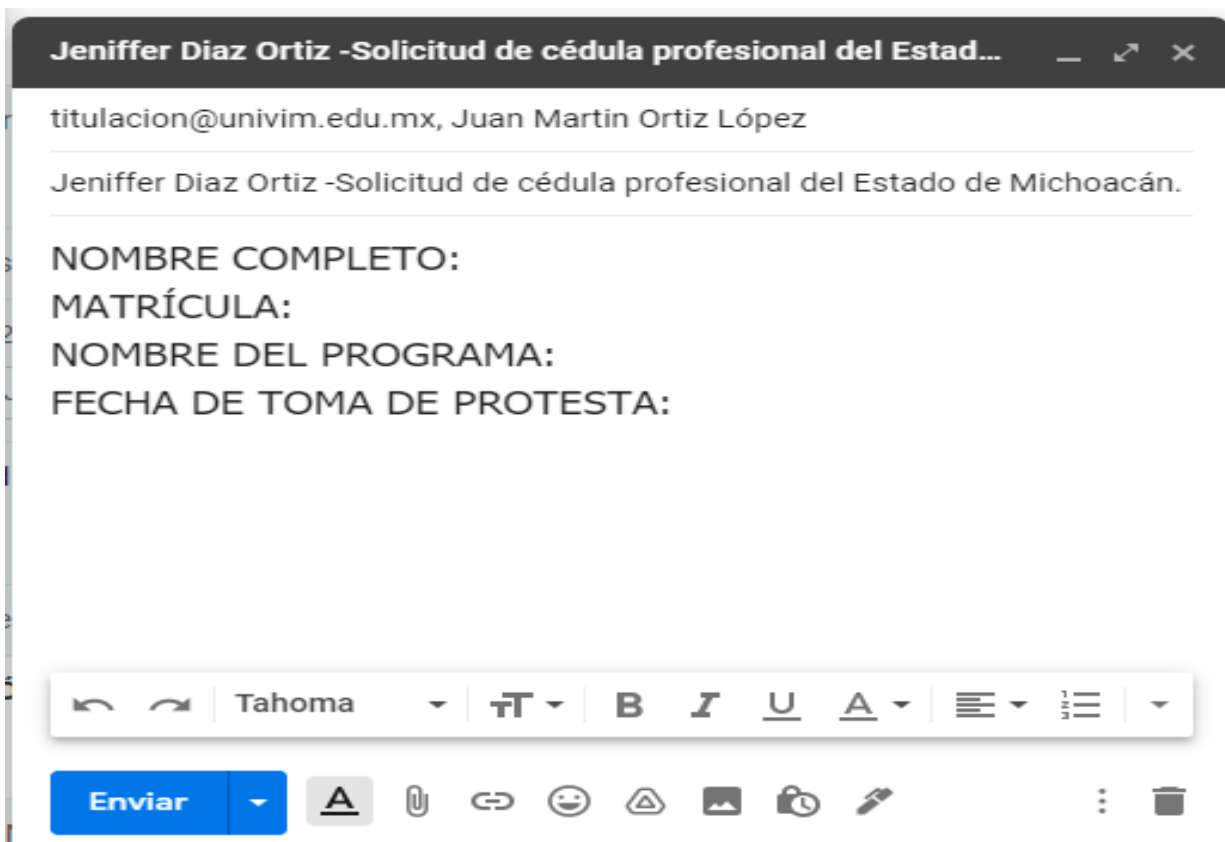 Jeniffer Diaz Ortiz -Solicitud de cédula profesional del Estad...
titulacion@univim.edu.mx, Juan Martin Ortiz López
Jeniffer Diaz Ortiz -Solicitud de cédula profesional del Estado de Michoacán.
NOMBRE COMPLETO:
MATRÍCULA:
NOMBRE DEL PROGRAMA:
FECHA DE TOMA DE PROTESTA:
Tahoma
Enviar